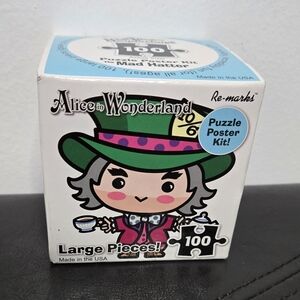 100
Puzzle Poster Kit
Mad Hatter
Made in the USA
Alice in Wonderland
Re-marks
Puzzle
Poster
Kit!
10/6
Large Pieces!
100
Made in the USA